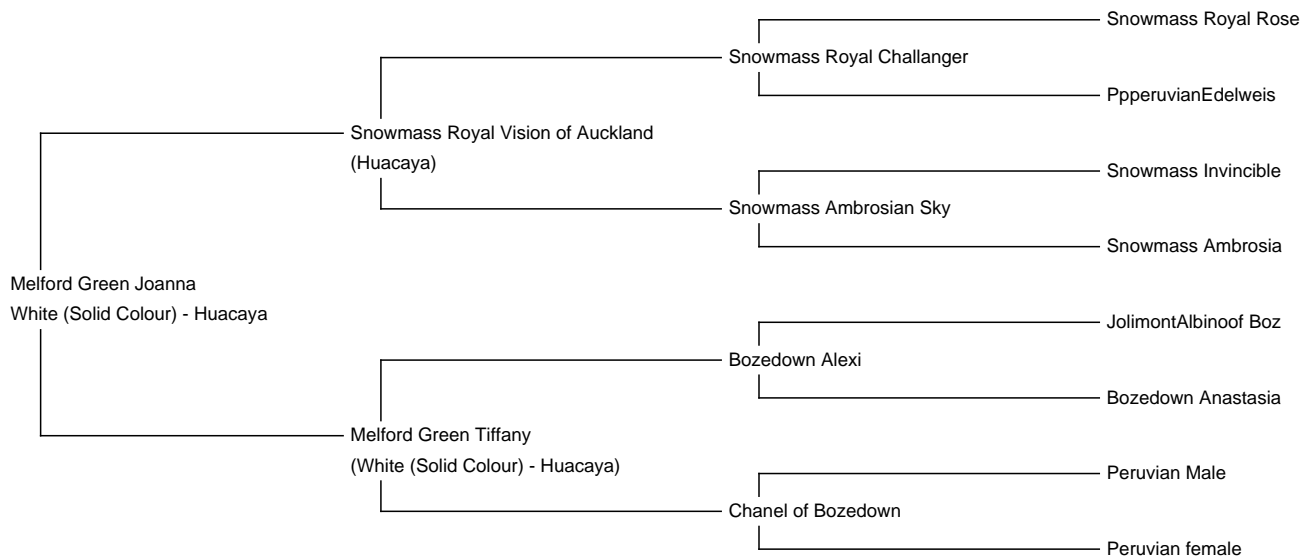 Snowmass Royal Rose
Snowmass Royal Challanger
PpperuvianEdelweis
Snowmass Royal Vision of Auckland
(Huacaya)
Snowmass Invincible
Snowmass Ambrosian Sky
Snowmass Ambrosia
Melford Green Joanna
White (Solid Colour) - Huacaya
JolimontAlbinoof Boz
Bozedown Alexi
Bozedown Anastasia
Melford Green Tiffany
(White (Solid Colour) - Huacaya)
Peruvian Male
Chanel of Bozedown
Peruvian female